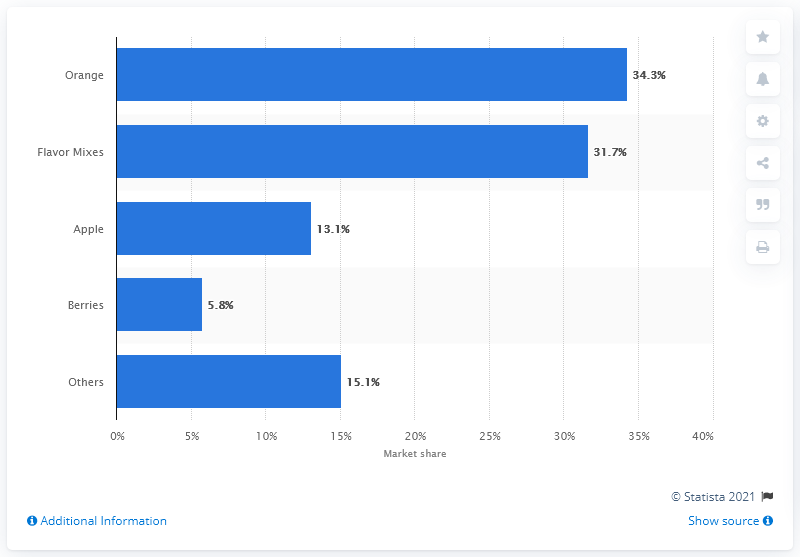 Orange 34.3%
Flavor Mixes 31.7%
Apple 13.1%
Berries 5.8%
Others 15.1%
0% 5% 10% 15% 20% 25% 30% 35% 40%
Market share
© Statista 2021
Additional Information Show source